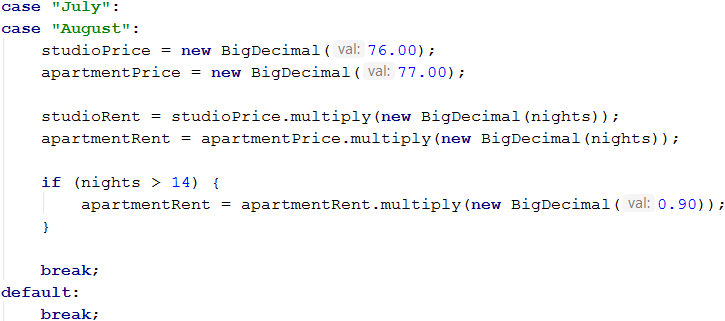 case "July":
case "August":
studioPrice = new BigDecimal( val: 76.00);
apartmentPrice = new BigDecimal( val: 77.00);
studioRent = studioPrice.multiply(new BigDecimal(nights));
apartmentRent = apartmentPrice.multiply(new BigDecimal(nights));
if (nights > 14) {
apartmentRent = apartmentRent.multiply(new BigDecimal( val: 0.90));
}
break;
default:
break;